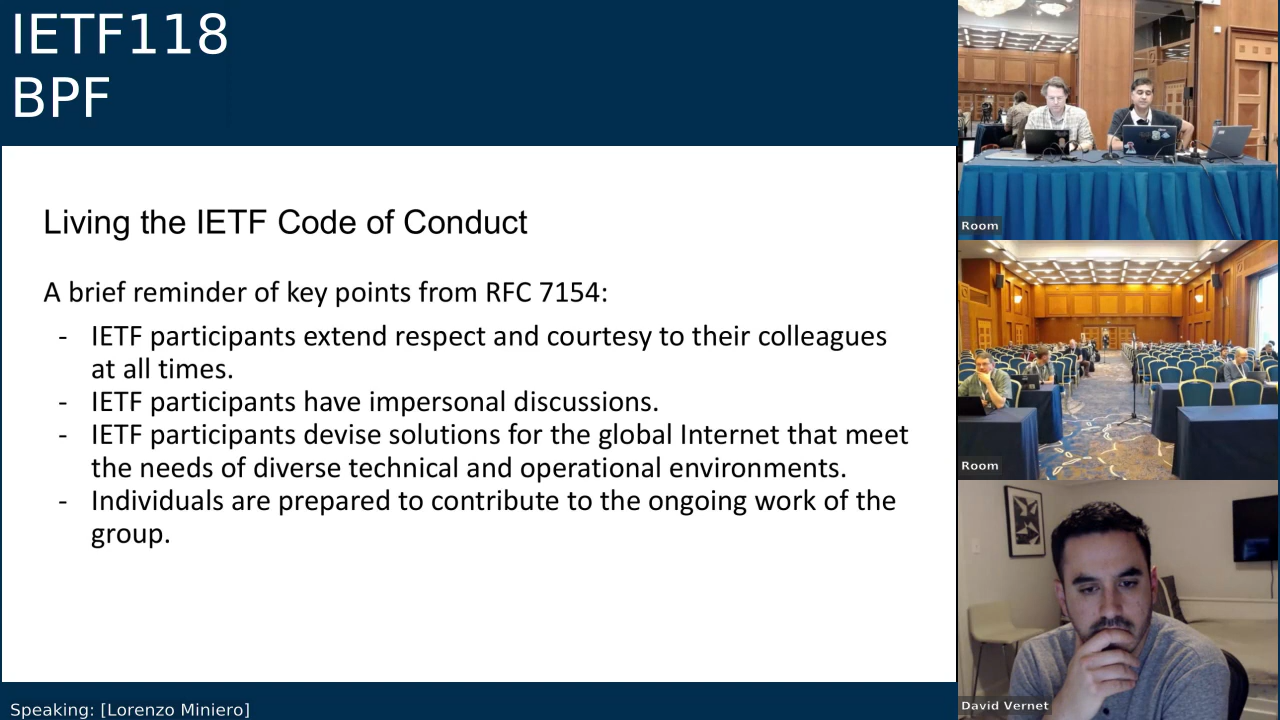 IETF118
BPF
Living the IETF Code of Conduct
A brief reminder of key points from RFC 7154:
- IETF participants extend respect and courtesy to their colleagues
at all times.
- IETF participants have impersonal discussions.
- IETF participants devise solutions for the global Internet that meet
the needs of diverse technical and operational environments.
- Individuals are prepared to contribute to the ongoing work of the
group.
Speaking: [Lorenzo Miniero]
Room
Room
David Vernet